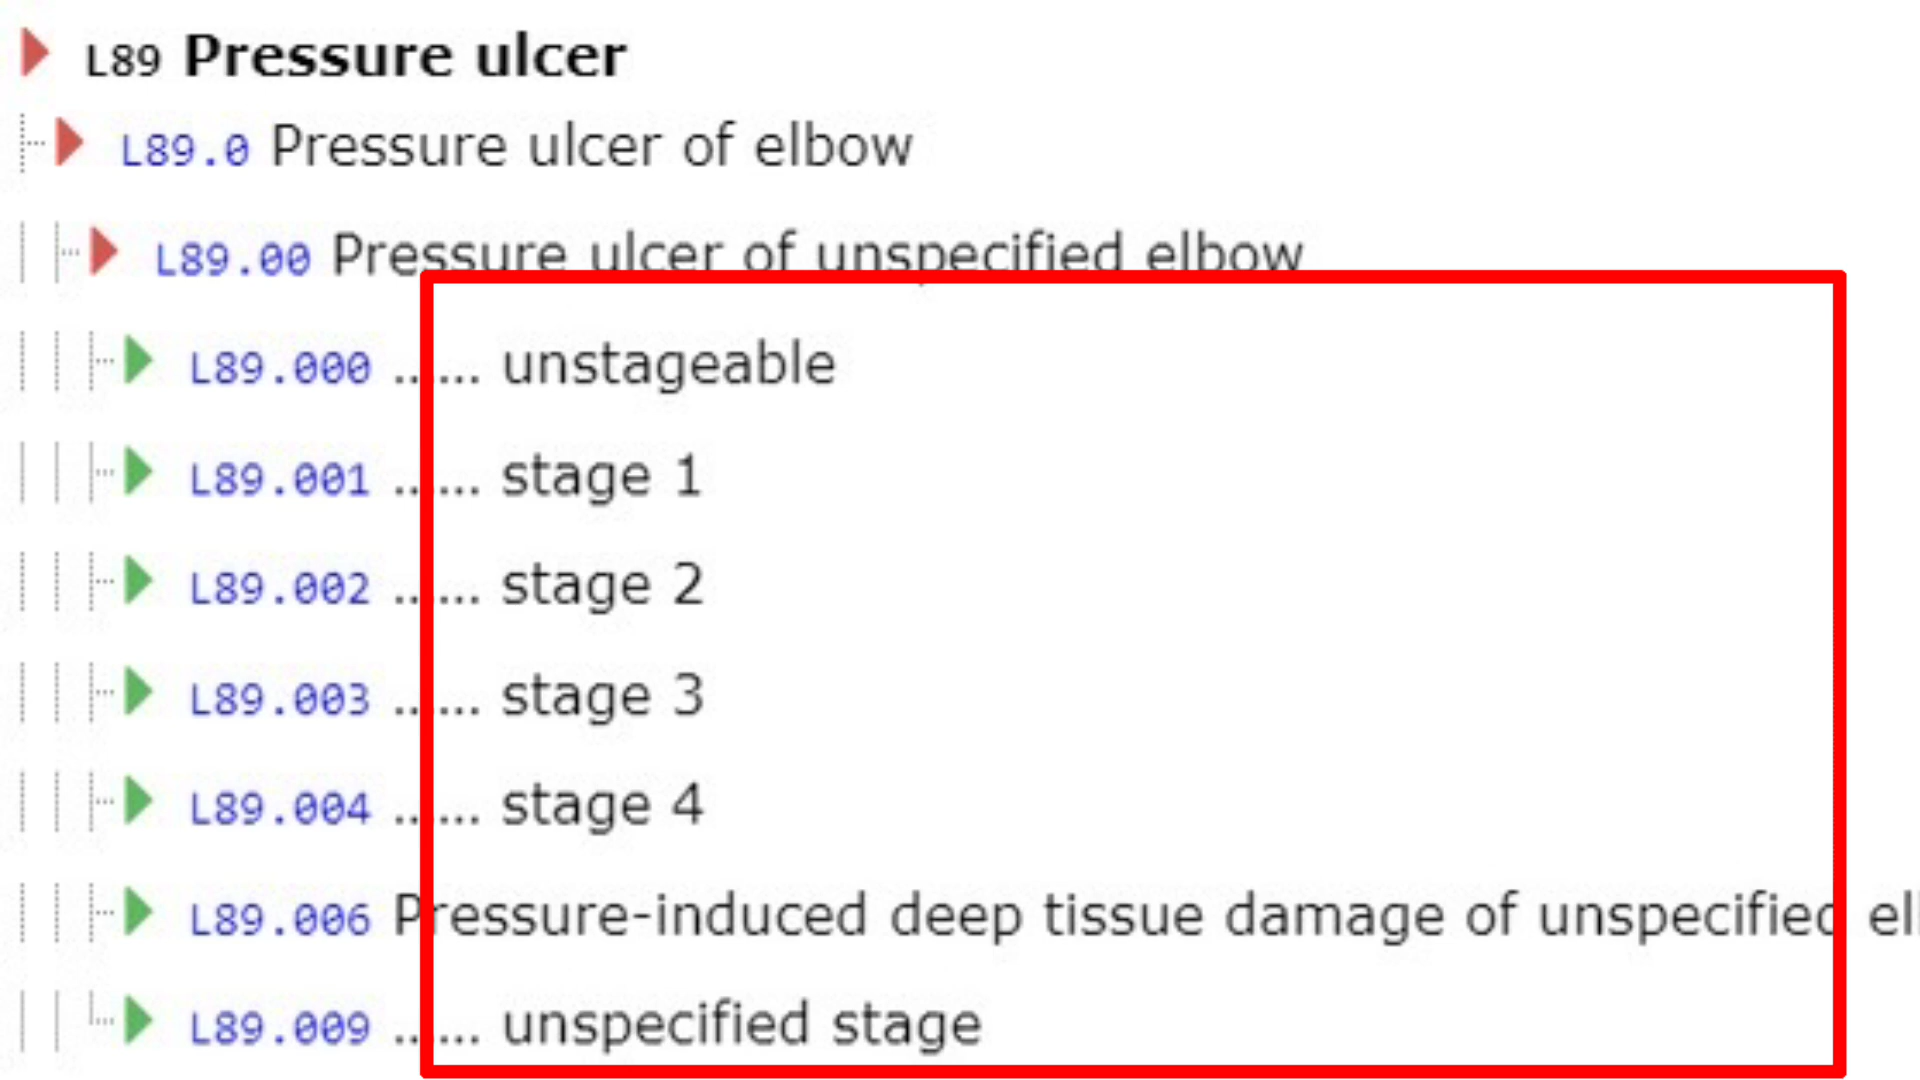 L89 Pressure ulcer
L89.0 Pressure ulcer of elbow
L89.00 Pressure ulcer of unspecified elbow
L89.000 ...... unstageable
L89.001 ...... stage 1
L89.002 ...... stage 2
L89.003 ...... stage 3
L89.004 ...... stage 4
L89.006 Pressure-induced deep tissue damage of unspecified
L89.009 ...... unspecified stage